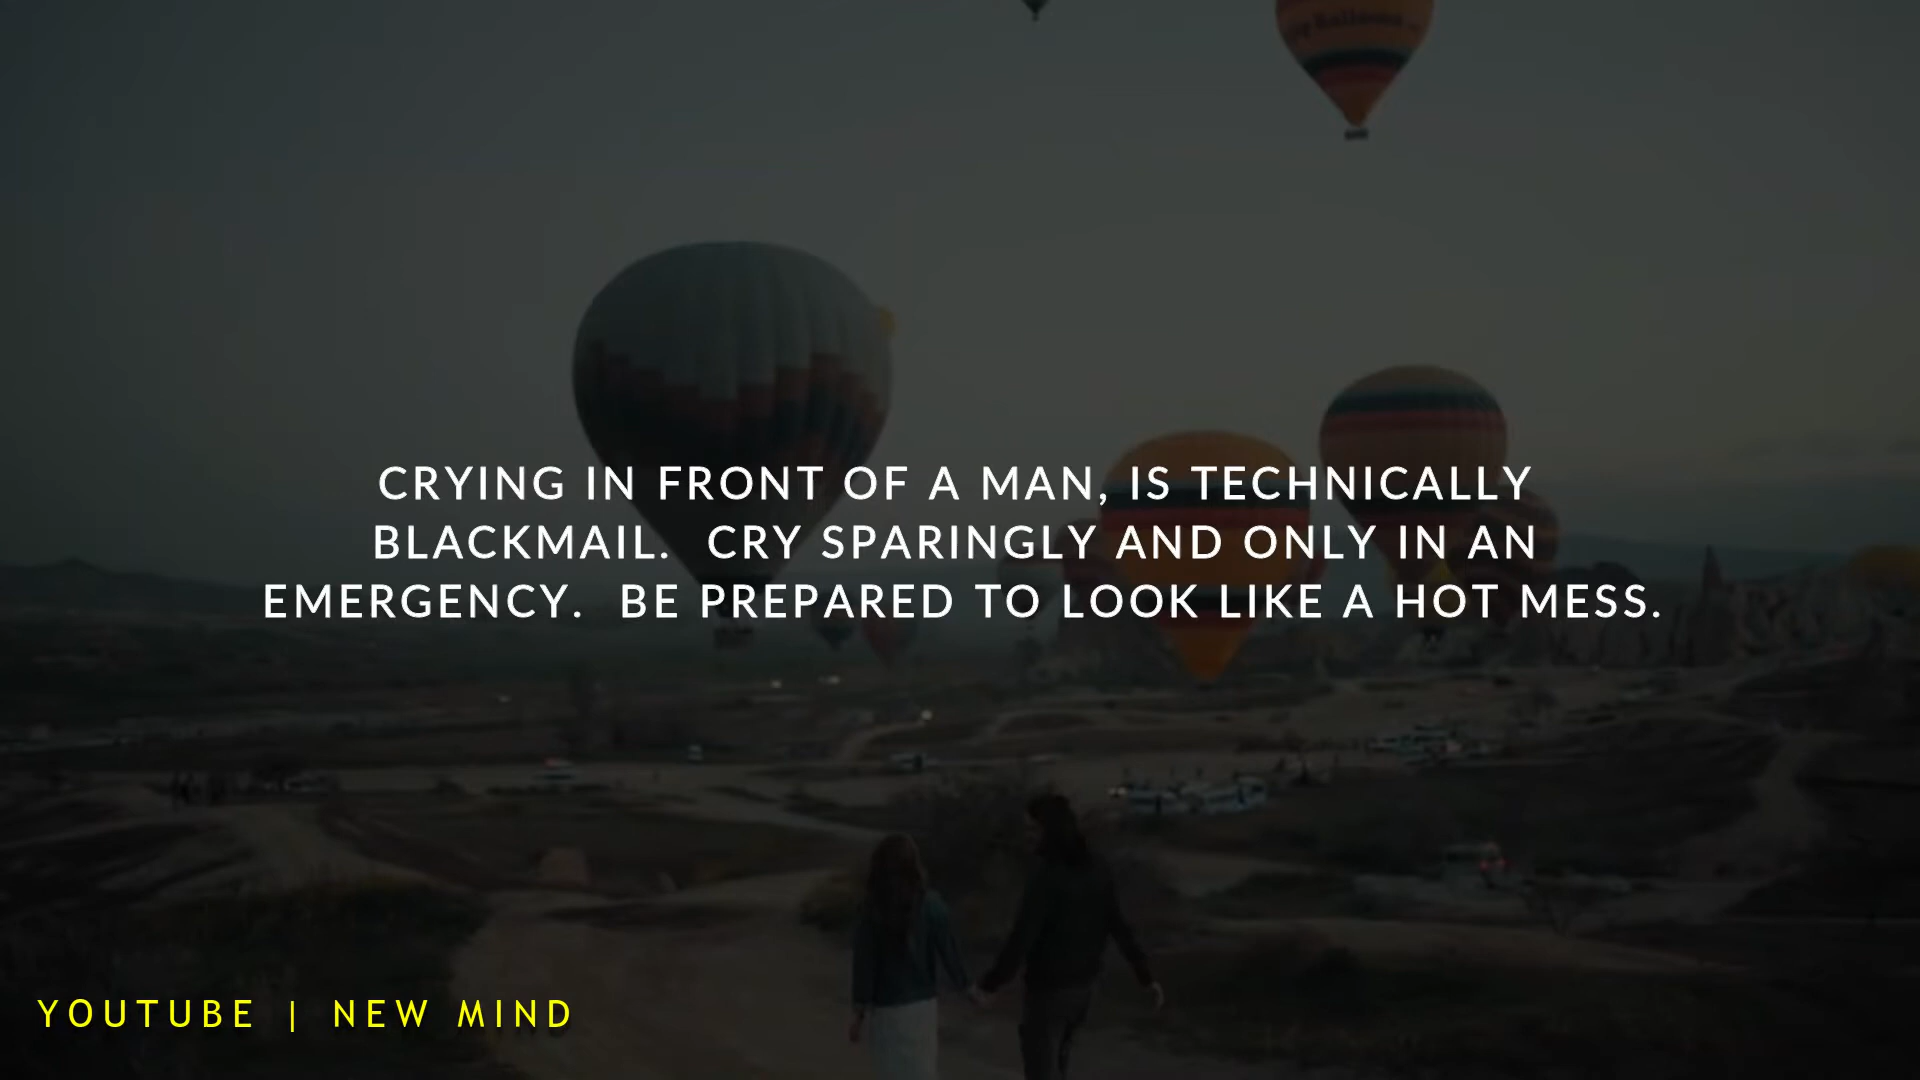 CRYING IN FRONT OF A MAN, IS TECHNICALLY
BLACKMAIL.  CRY SPARINGLY AND ONLY IN AN
EMERGENCY.  BE PREPARED TO LOOK LIKE A HOT MESS.
YOUTUBE | NEW MIND